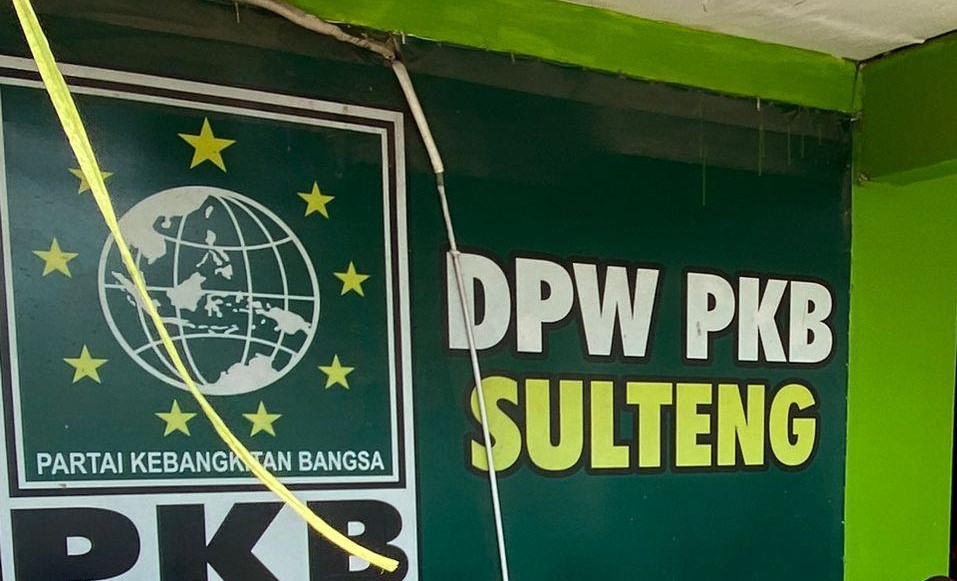 PARTAI KEBANGKITAN BANGSA
PKB
DPW PKB
SULTENG